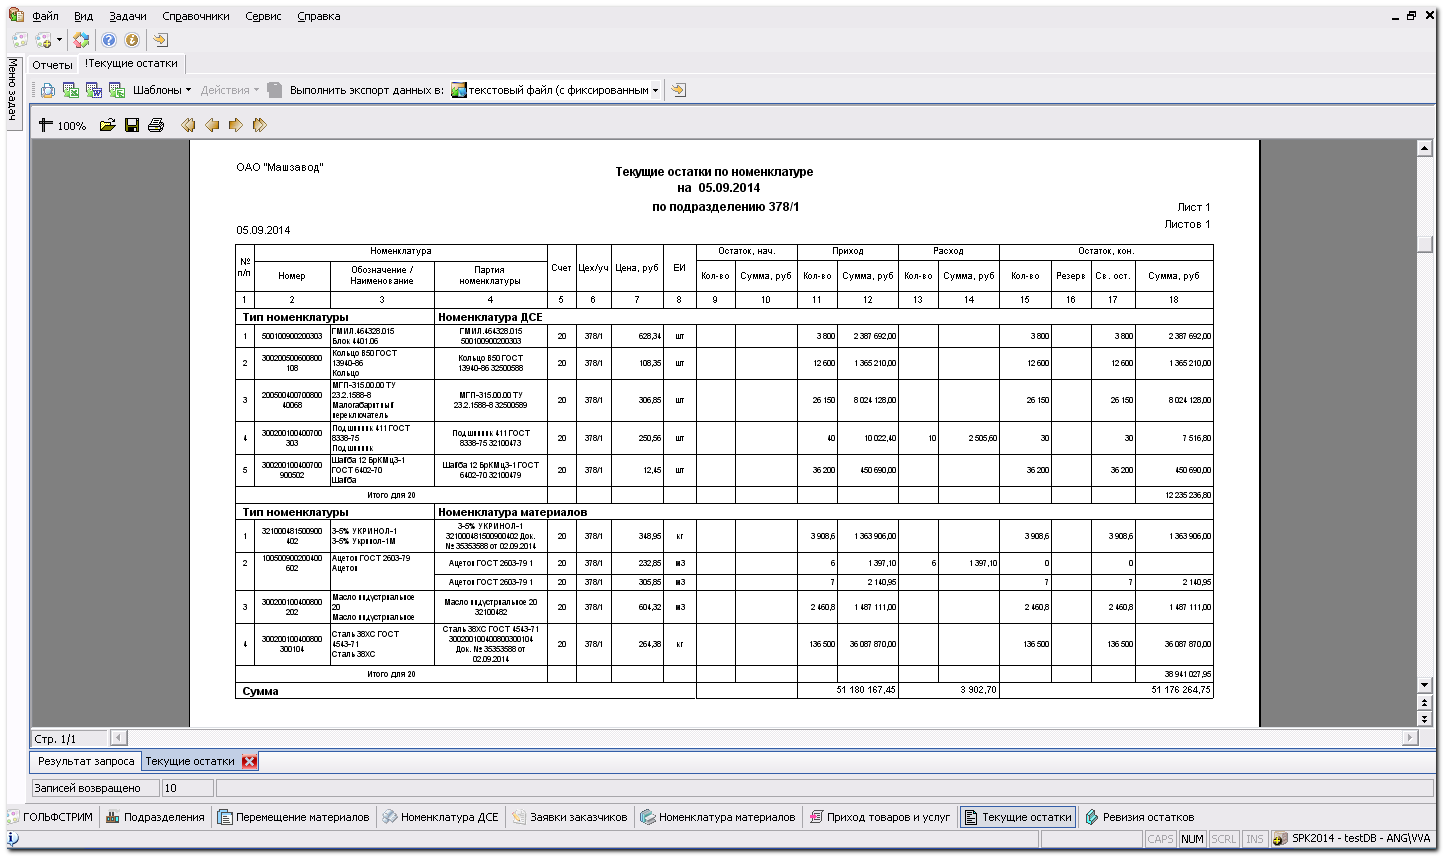 Файл Вид Задачи Справочники Сервис Справка
Меню задач
Отчеты !Текущие остатки
Шаблоны Действия Выполнить экспорт данных в: текстовый файл (с фиксированным
100%
ОАО "Машзавод"
Текущие остатки по номенклатуре
на 05.09.2014
по подразделению 378/1
Лист 1
Листов 1
05.09.2014
№ п/п Номенклатура Счет Цех/уч Цена, руб ЕИ Остаток, нач. Приход Расход Остаток, кон.
Номер Обозначение / Наименование Партия номенклатуры Кол-во Сумма, руб Кол-во Сумма, руб Кол-во Сумма, руб Кол-во Резерв Св. ост. Сумма, руб
1 2 3 4 5 6 7 8 9 10 11 12 13 14 15 16 17 18
Тип номенклатуры Номенклатура ДСЕ
1 500100900200303 ГМИЛ.464328.015 Блок 4401.06 ГМИЛ.464328.015 500100900200303 20 378/1 628,34 шт 3 800 2 387 692,00 3 800 3 800 2 387 692,00
2 300200500600800 108 Кольцо В50 ГОСТ 13940-86 Кольцо Кольцо В50 ГОСТ 13940-86 32500588 20 378/1 108,35 шт 12 600 1 365 210,00 12 600 12 600 1 365 210,00
3 200500400700800 40068 МГП-315.00.00 ТУ 23.2.1588-8 Малогабаритный переключатель МГП-315.00.00 ТУ 23.2.1588-8 32500589 20 378/1 306,85 шт 26 150 8 024 128,00 26 150 26 150 8 024 128,00
4 300200100400700 303 Подшипник 411 ГОСТ 8338-75 Подшипник Подшипник 411 ГОСТ 8338-75 32100473 20 378/1 250,56 шт 40 10 022,40 10 2 505,60 30 30 7 516,80
5 300200100400700 900502 Шайба 12 БрКМц3-1 ГОСТ 6402-70 Шайба Шайба 12 БрКМц3-1 ГОСТ 6402-70 32100479 20 378/1 12,45 шт 36 200 450 690,00 36 200 36 200 450 690,00
Итого для 20 12 235 236,80
Тип номенклатуры Номенклатура материалов
1 321000481500900 402 3-5% УКРИНОЛ-1 3-5% Укринол-1М 3-5% УКРИНОЛ-1 321000481500900402 Док. № 35353588 от 02.09.2014 20 378/1 348,95 кг 3 908,6 1 363 906,00 3 908,6 3 908,6 1 363 906,00
2 100500900200400 602 Ацетон ГОСТ 2603-79 Ацетон Ацетон ГОСТ 2603-79 1 20 378/1 232,85 м3 6 1 397,10 6 1 397,10 0 0
Ацетон ГОСТ 2603-79 1 20 378/1 305,85 м3 7 2 140,95 7 7 2 140,95
3 300200100400800 202 Масло индустриальное 20 Масло индустриальное Масло индустриальное 20 32100482 20 378/1 604,32 м3 2 460,8 1 487 111,00 2 460,8 2 460,8 1 487 111,00
4 300200100400800 300104 Сталь 38ХС ГОСТ 4543-71 Сталь 38ХС Сталь 38ХС ГОСТ 4543-71 300200100400800300104 Док. № 35353588 от 02.09.2014 20 378/1 264,38 кг 136 500 36 087 870,00 136 500 136 500 36 087 870,00
Итого для 20 38 941 027,95
Сумма 51 180 167,45 3 902,70 51 176 264,75
Стр. 1/1
Результат запроса Текущие остатки
Записей возвращено 10
ГОЛЬФСТРИМ Подразделения Перемещение материалов Номенклатура ДСЕ Заявки заказчиков Номенклатура материалов Приход товаров и услуг Текущие остатки Ревизия остатков
CAPS NUM SCRL INS SPK2014 - testDB - ANG\VVA